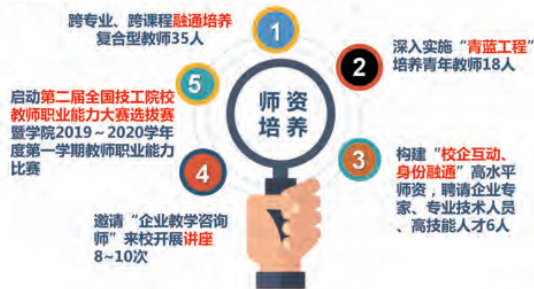 跨专业、跨课程融通培养
复合型教师35人
1
深入实施“青蓝工程”
培养青年教师18人
2
师资
培养
构建“校企互动、
身份融通”高水平
师资，聘请企业专
家、专业技术人员
、高技能人才6人
3
邀请“企业教学咨询
师”来校开展讲座
8~10次
4
启动第二届全国技工院校
教师职业能力大赛选拔赛
暨学院2019～2020学年
度第一学期教师职业能力
比赛
5